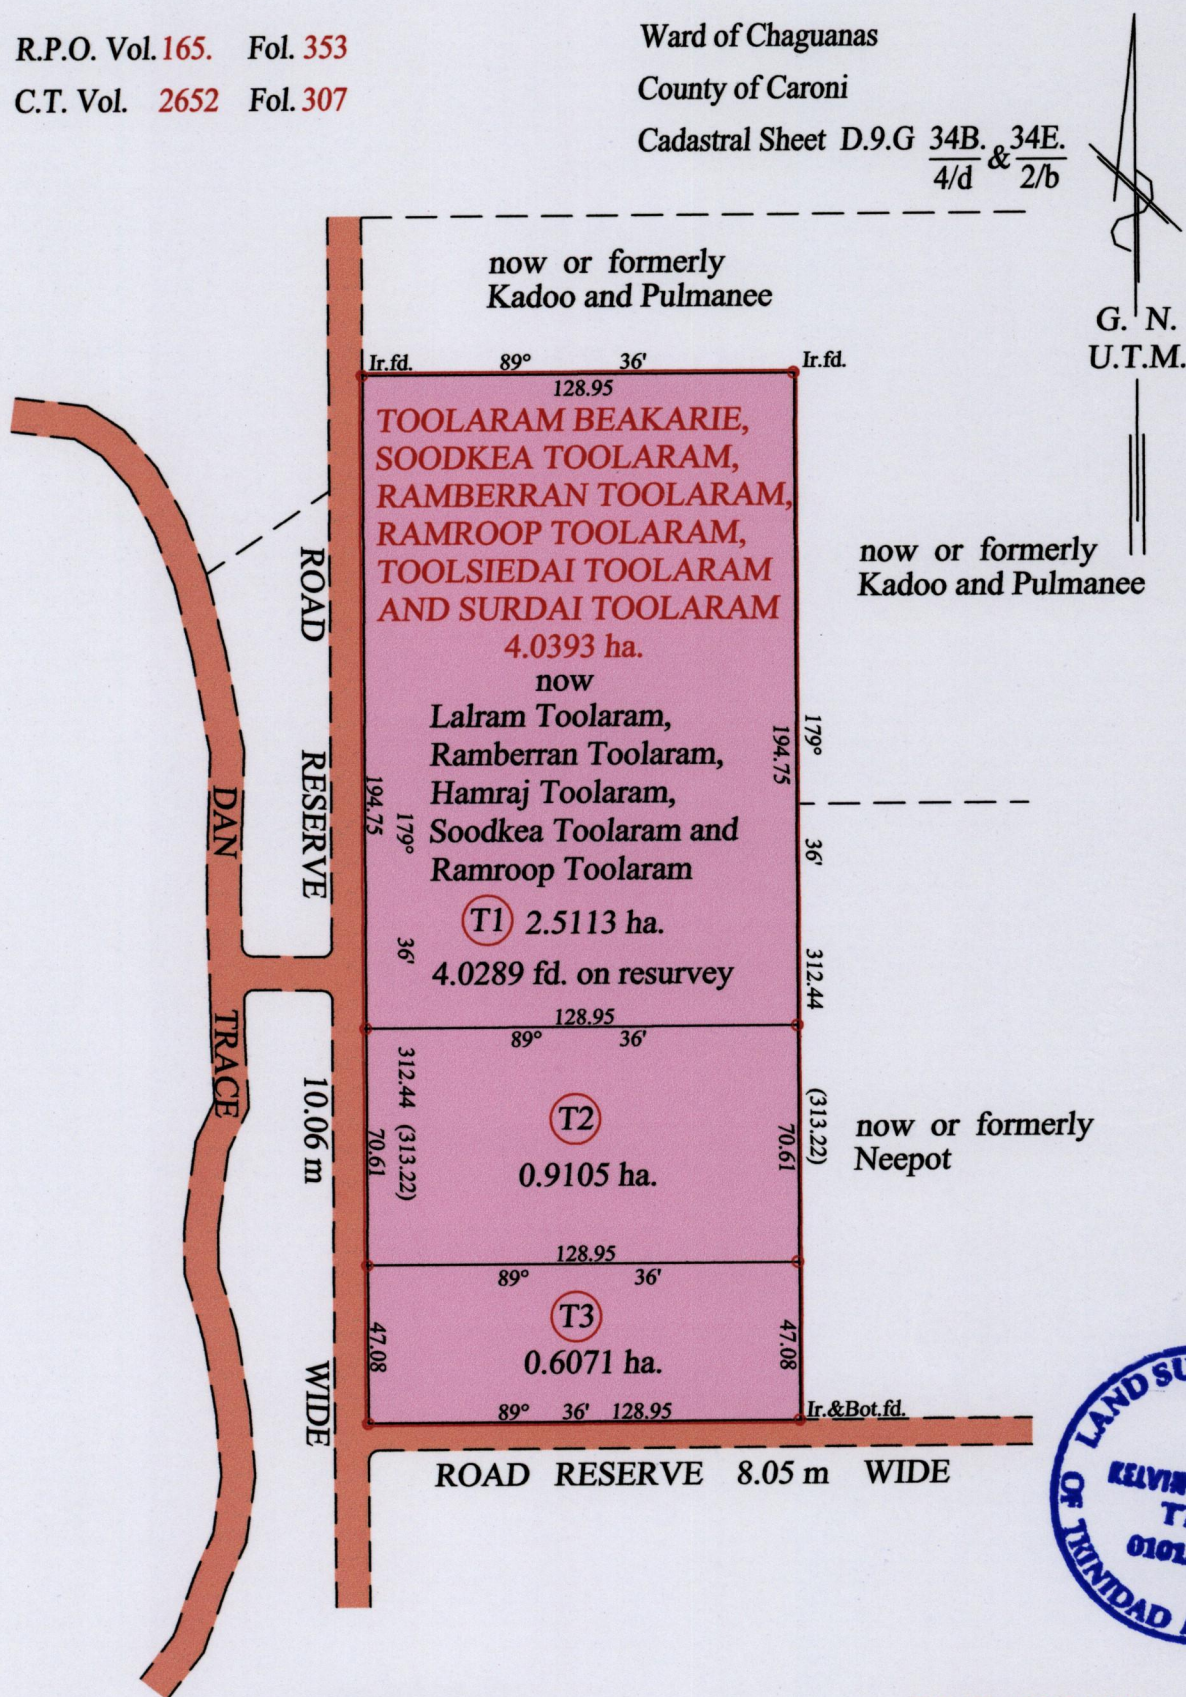 R.P.O. Vol. 165. Fol. 353
C.T. Vol. 2652 Fol. 307
Ward of Chaguanas
County of Caroni
Cadastral Sheet D.9.G 34B. & 34E.
4/d 2/b
G. N.
U.T.M.
now or formerly
Kadoo and Pulmanee
Ir.fd. 89° 36' Ir.fd.
128.95
TOOLARAM BEAKARIE,
SOODKEA TOOLARAM,
RAMBERRAN TOOLARAM,
RAMROOP TOOLARAM,
TOOLSIEDAI TOOLARAM
AND SURDAI TOOLARAM
4.0393 ha.
now
Lalram Toolaram,
Ramberran Toolaram,
Hamraj Toolaram,
Soodkea Toolaram and
Ramroop Toolaram
T1 2.5113 ha.
4.0289 fd. on resurvey
194.75
179° 36'
312.44 (313.22)
194.75
179° 36' 312.44 (313.22)
now or formerly
Kadoo and Pulmanee
128.95
89° 36'
T2
0.9105 ha.
70.61
70.61
now or formerly
Neepot
128.95
89° 36'
T3
0.6071 ha.
47.08
47.08
89° 36' 128.95
Ir.&Bot.fd.
ROAD RESERVE 10.06 m WIDE
DAN TRACE
ROAD RESERVE 8.05 m WIDE
LAND SU
KELVIN
OF TRINIDAD